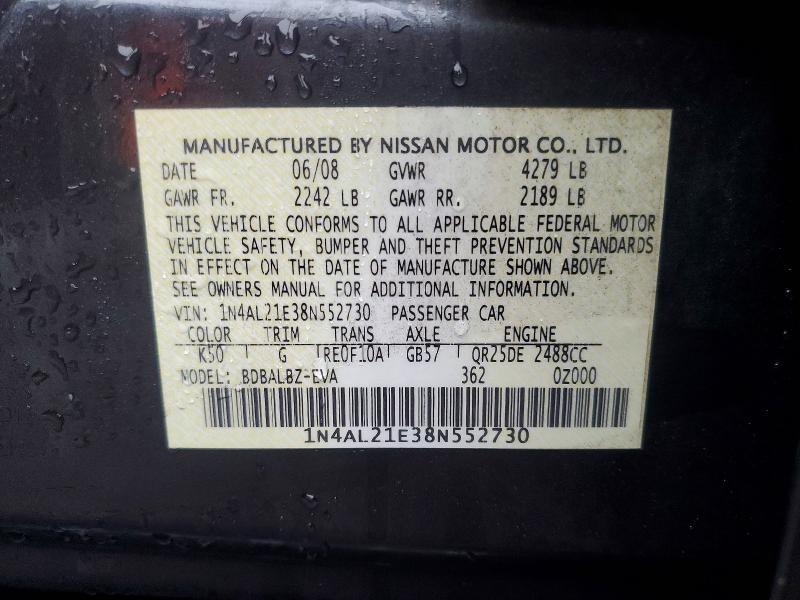 MANUFACTURED BY NISSAN MOTOR CO., LTD.
DATE 06/08 GVWR 4279 LB
GAWR FR. 2242 LB GAWR RR. 2189 LB
THIS VEHICLE CONFORMS TO ALL APPLICABLE FEDERAL MOTOR
VEHICLE SAFETY, BUMPER AND THEFT PREVENTION STANDARDS
IN EFFECT ON THE DATE OF MANUFACTURE SHOWN ABOVE.
SEE OWNERS MANUAL FOR ADDITIONAL INFORMATION.
VIN: 1N4AL21E38N552730 PASSENGER CAR
COLOR TRIM TRANS AXLE ENGINE
K50 G RE0F10A GB57 QR25DE 2488CC
MODEL: BDBALBZ-EVA 362 0Z000
1N4AL21E38N552730